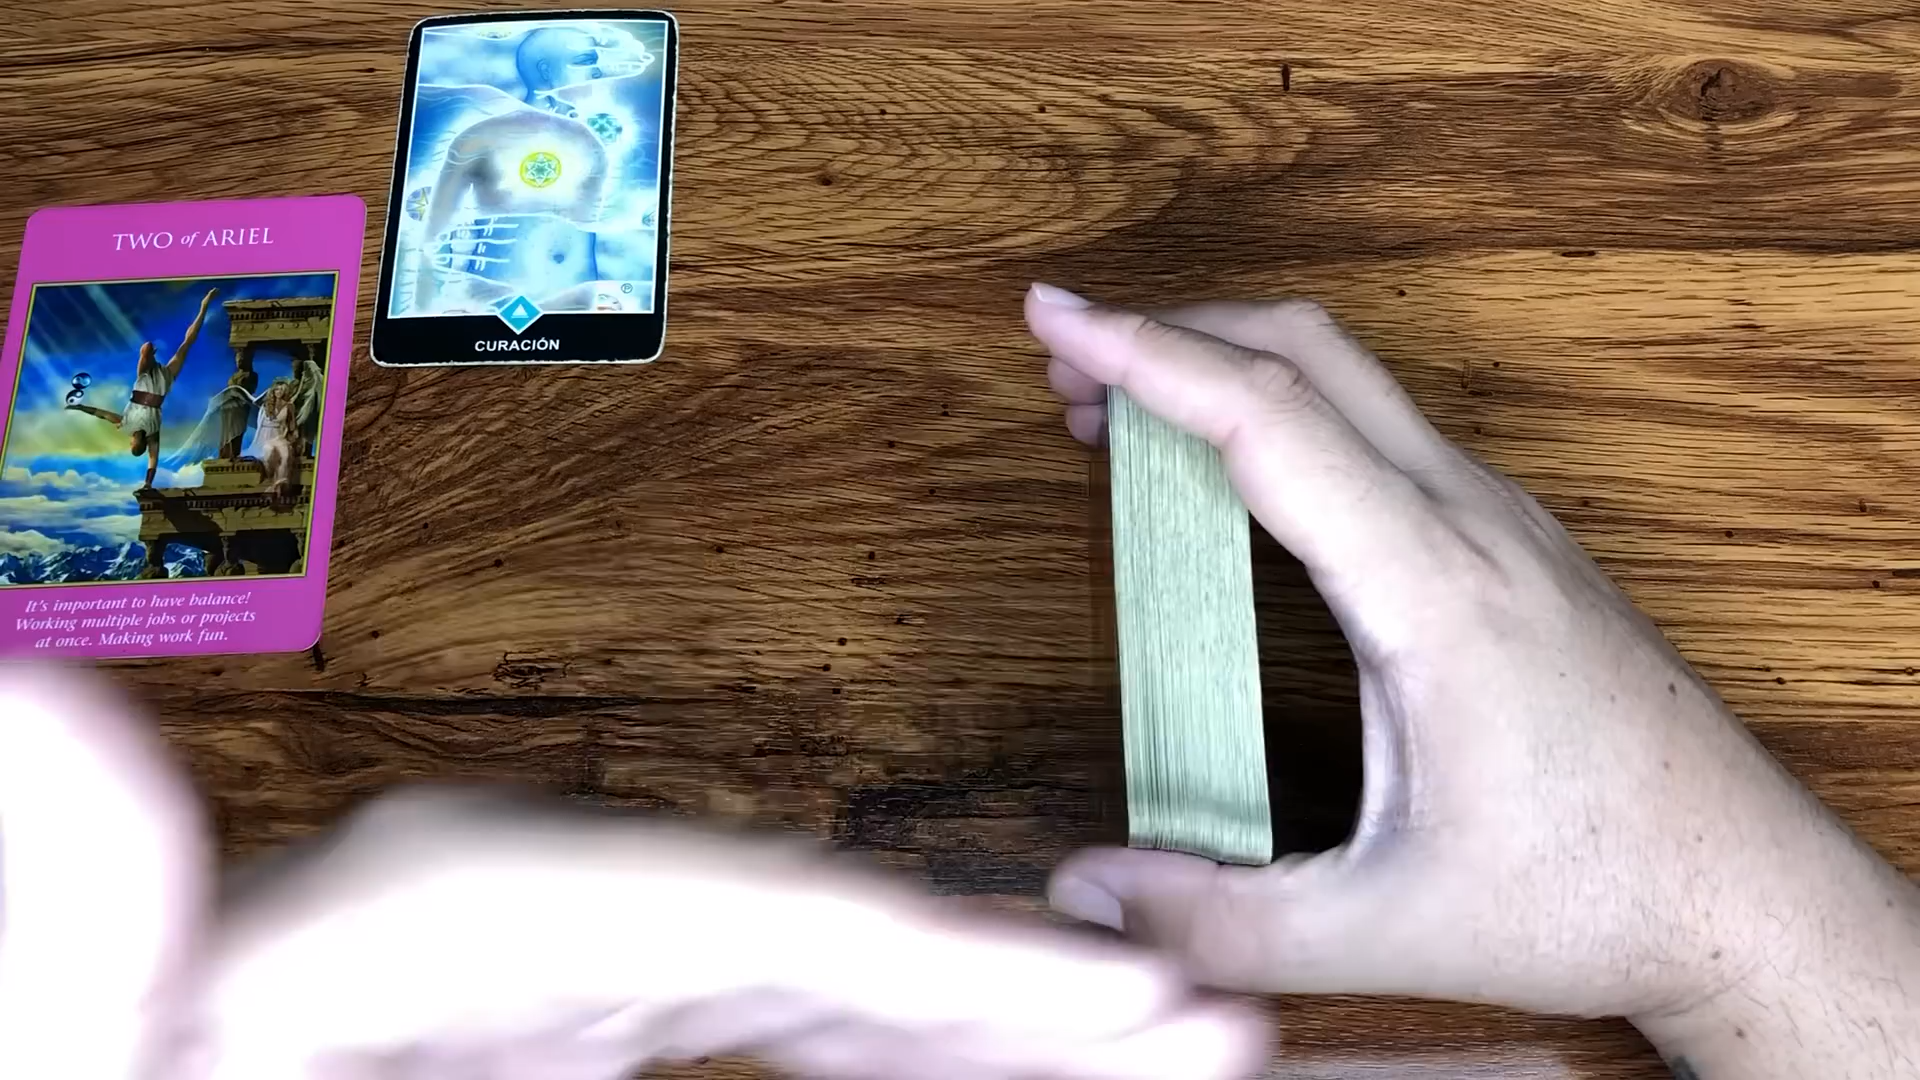 TWO of ARIEL
It's important to have balance!
Working multiple jobs or projects
at once. Making work fun.
CURACIÓN